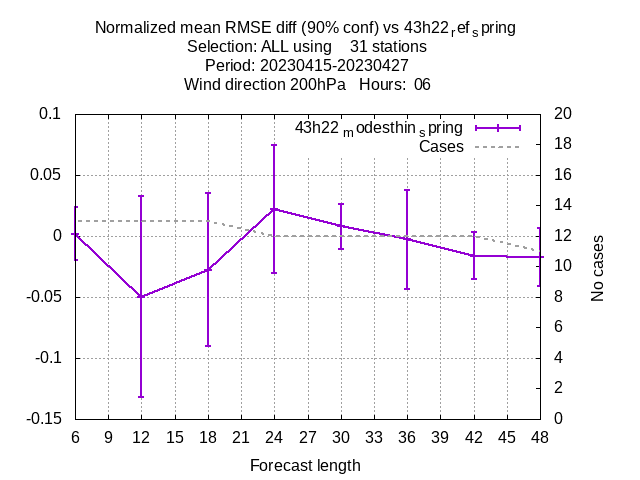 Normalized mean RMSE diff (90% conf) vs 43h22refspring
Selection: ALL using 31 stations
Period: 20230415-20230427
Wind direction 200hPa Hours: 06
43h22modesthinspring
Cases
0.1
0.05
0
-0.05
-0.1
-0.15
20
18
16
14
12
10
8
6
4
2
0
No cases
6 9 12 15 18 21 24 27 30 33 36 39 42 45 48
Forecast length